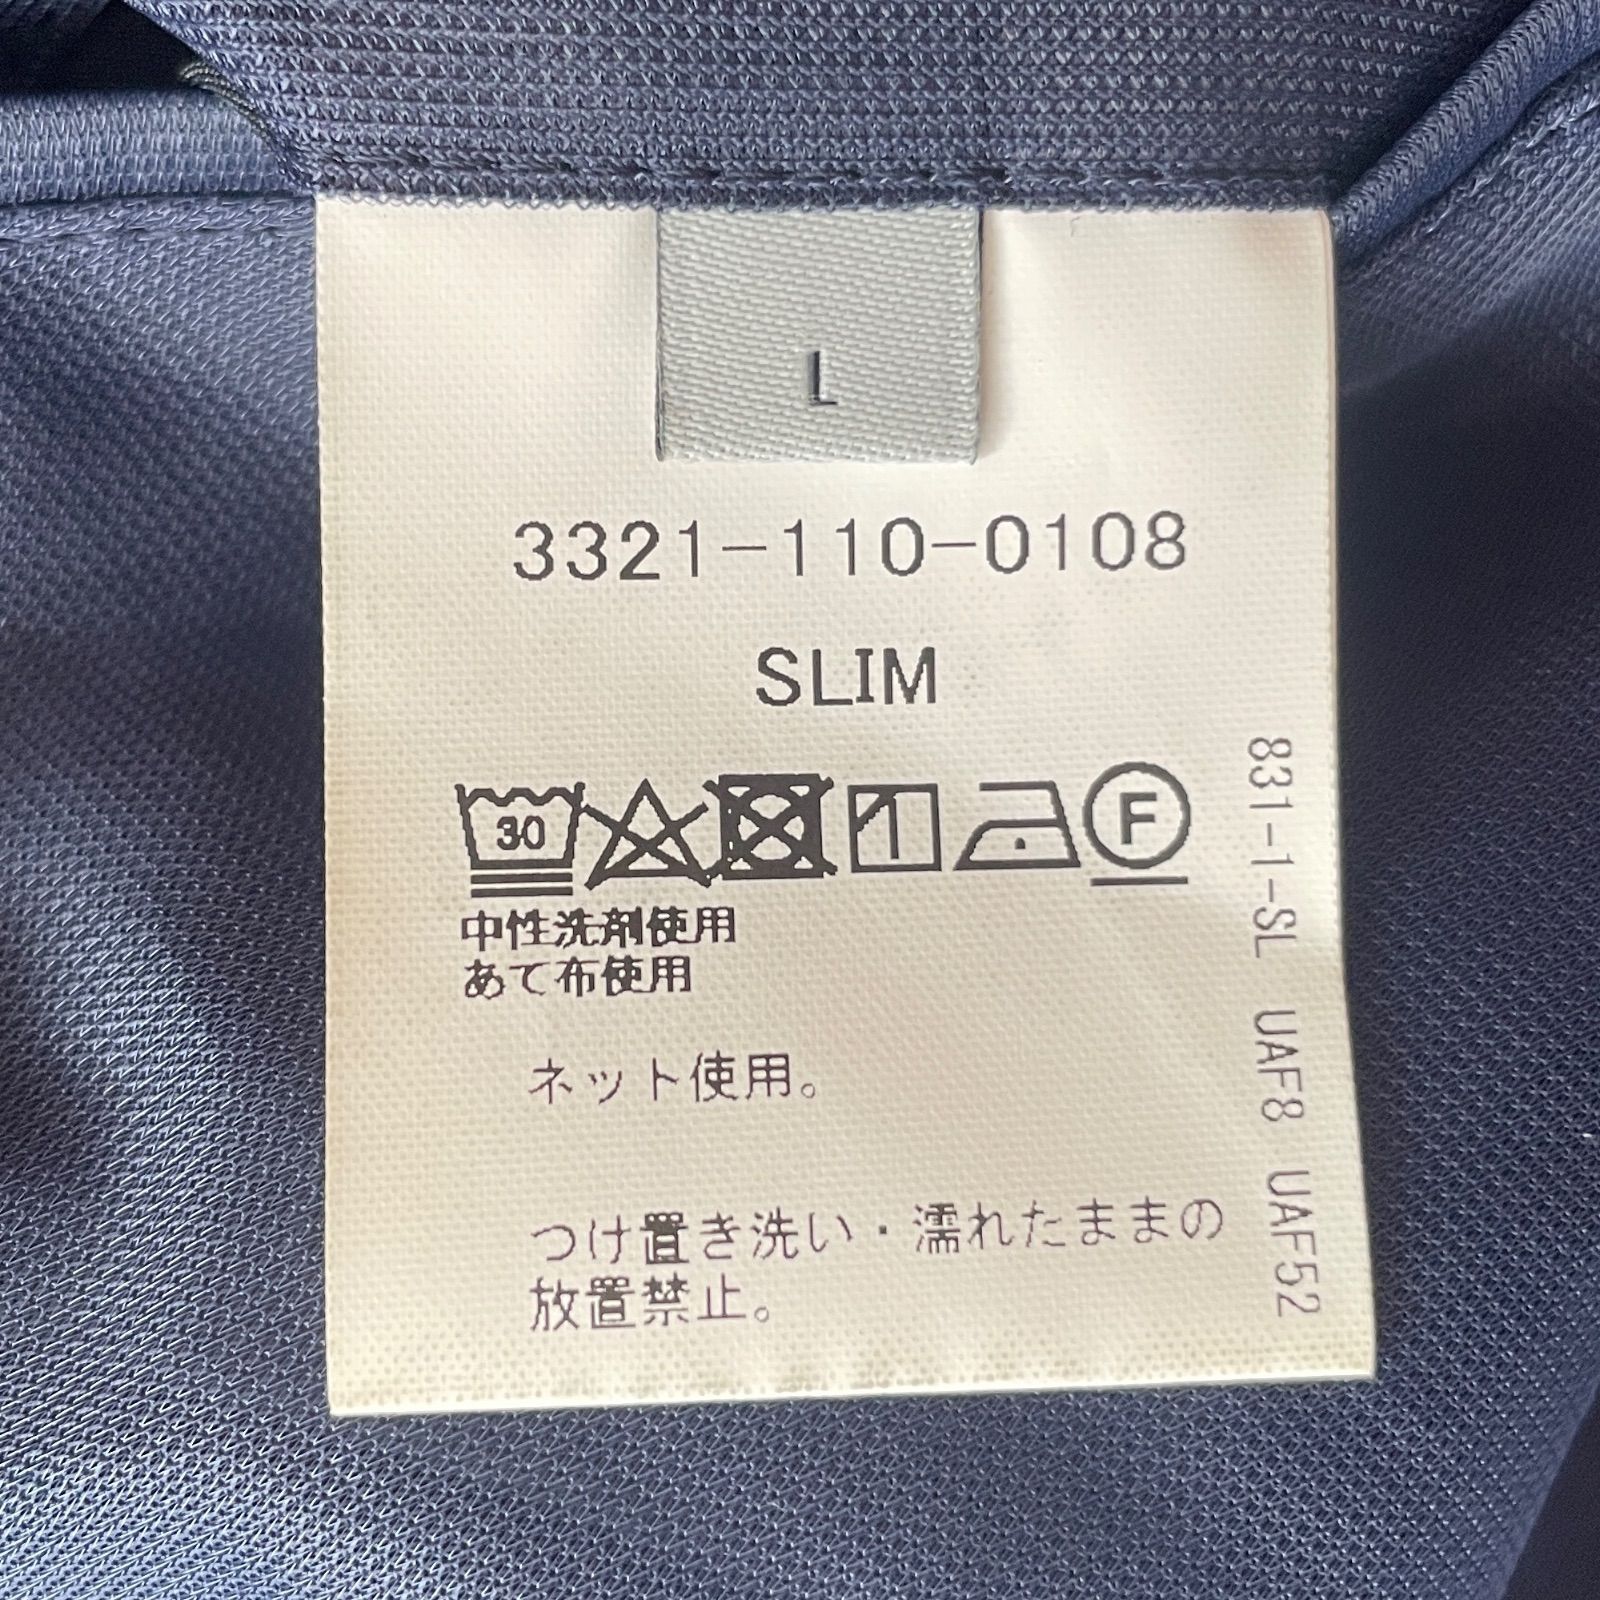 L
3321-110-0108
SLIM
30 1 F
中性洗剤使用
あて布使用
ネット使用。
つけ置き洗い・濡れたままの
放置禁止。
831-1-SL UAF8 UAF52